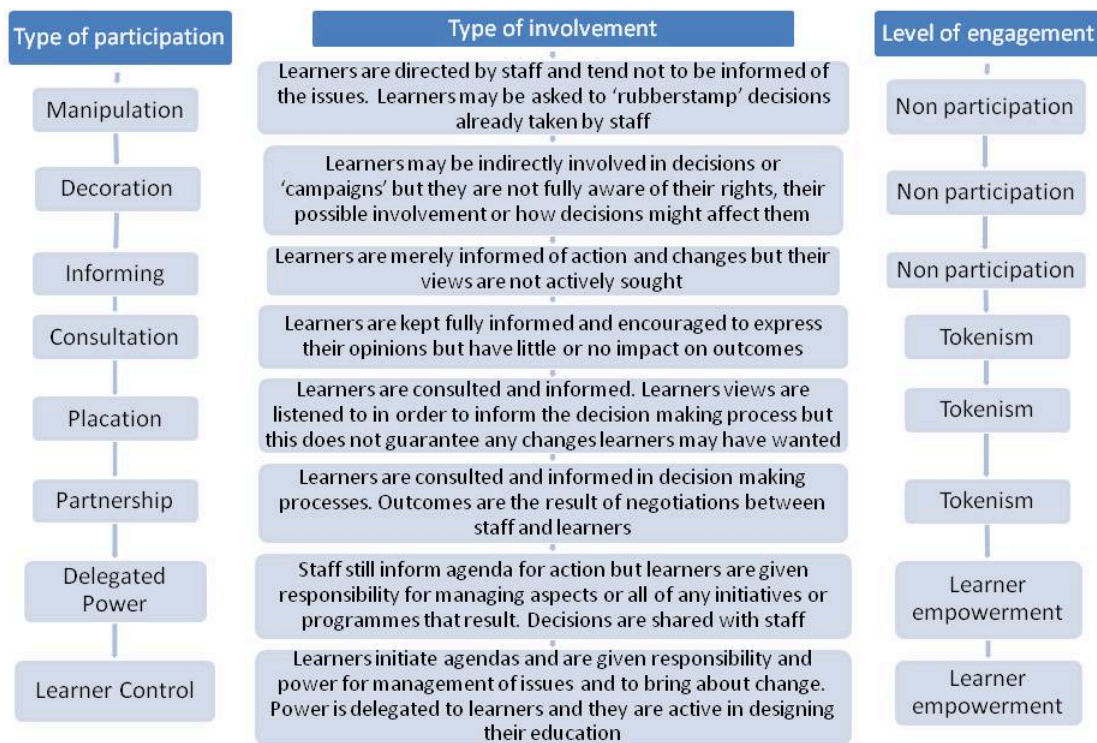 Type of participation
Type of involvement
Level of engagement
Manipulation
Learners are directed by staff and tend not to be informed of
the issues. Learners may be asked to ‘rubberstamp’ decisions
already taken by staff
Non participation
Decoration
Learners may be indirectly involved in decisions or
‘campaigns’ but they are not fully aware of their rights, their
possible involvement or how decisions might affect them
Non participation
Informing
Learners are merely informed of action and changes but their
views are not actively sought
Non participation
Consultation
Learners are kept fully informed and encouraged to express
their opinions but have little or no impact on outcomes
Tokenism
Placation
Learners are consulted and informed. Learners views are
listened to in order to inform the decision making process but
this does not guarantee any changes learners may have wanted
Tokenism
Partnership
Learners are consulted and informed in decision making
processes. Outcomes are the result of negotiations between
staff and learners
Tokenism
Delegated
Power
Staff still inform agenda for action but learners are given
responsibility for managing aspects or all of any initiatives or
programmes that result. Decisions are shared with staff
Learner
empowerment
Learner Control
Learners initiate agendas and are given responsibility and
power for management of issues and to bring about change.
Power is delegated to learners and they are active in designing
their education
Learner
empowerment